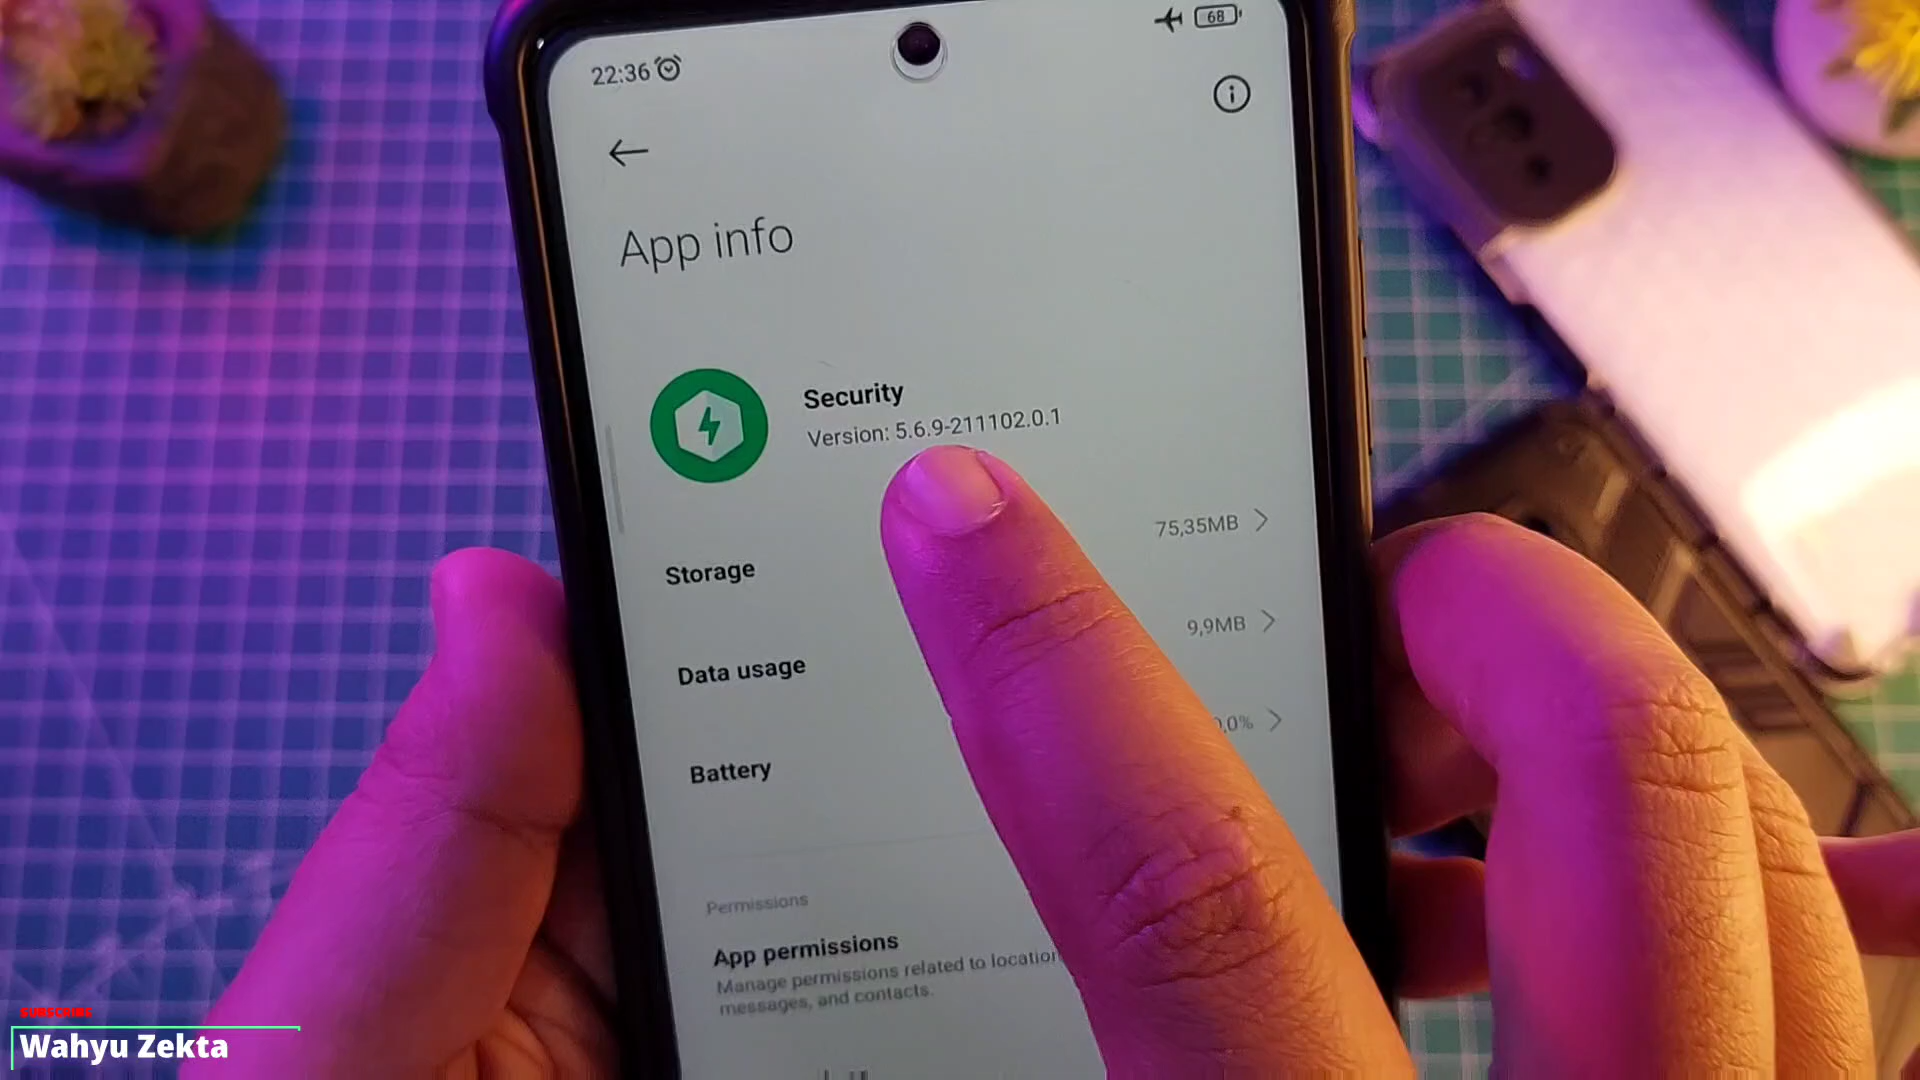 22:36
68
App info
Security
Version: 5.6.9-211102.0.1
Storage
75,35MB
Data usage
9,9MB
Battery
,0%
Permissions
App permissions
Manage permissions related to location
messages, and contacts.
SUBSCRIBE
Wahyu Zekta